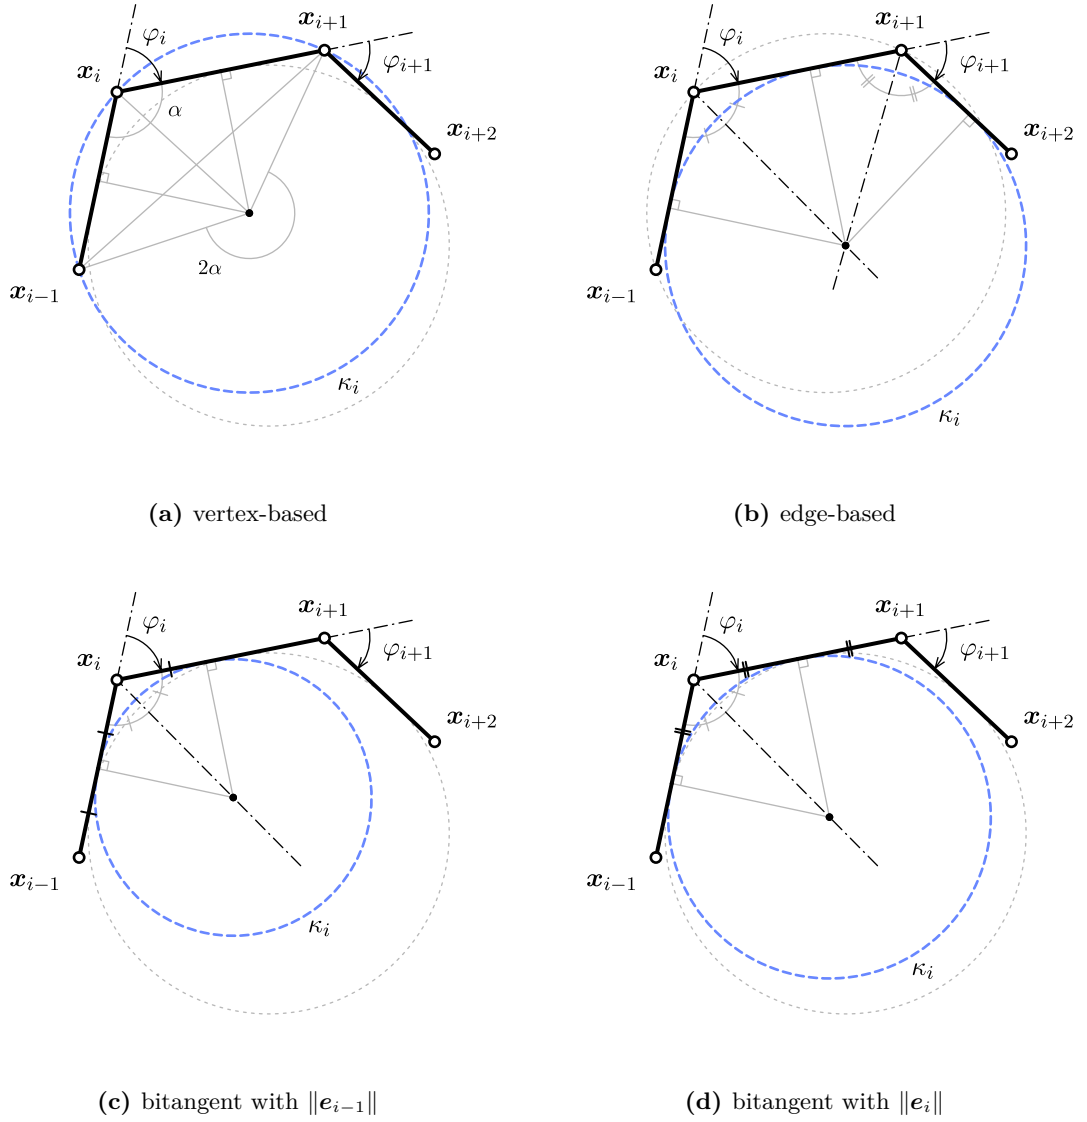 φᵢ
𝒙ᵢ₊₁
φᵢ₊₁
𝒙ᵢ
α
𝒙ᵢ₊₂
2α
𝒙ᵢ₋₁
κᵢ
(a) vertex-based
φᵢ
𝒙ᵢ₊₁
φᵢ₊₁
𝒙ᵢ
𝒙ᵢ₊₂
𝒙ᵢ₋₁
κᵢ
(b) edge-based
φᵢ
𝒙ᵢ₊₁
φᵢ₊₁
𝒙ᵢ
𝒙ᵢ₊₂
𝒙ᵢ₋₁
κᵢ
(c) bitangent with ‖𝒆ᵢ₋₁‖
φᵢ
𝒙ᵢ₊₁
φᵢ₊₁
𝒙ᵢ
𝒙ᵢ₊₂
𝒙ᵢ₋₁
κᵢ
(d) bitangent with ‖𝒆ᵢ‖